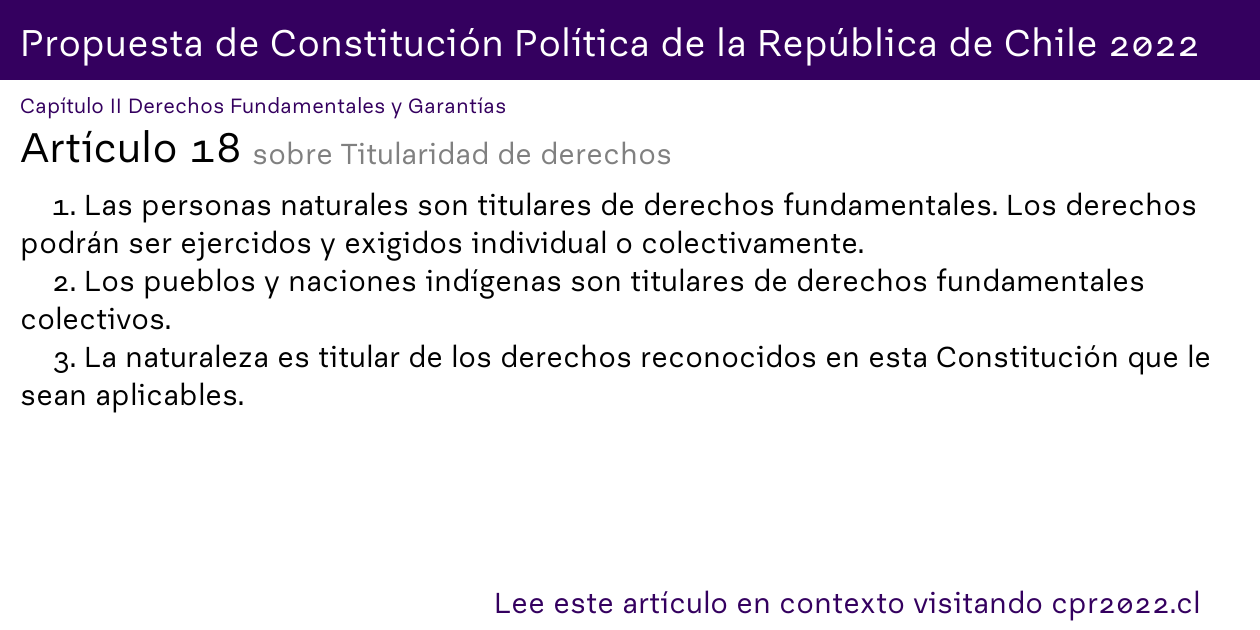 Propuesta de Constitución Política de la República de Chile 2022
Capítulo II Derechos Fundamentales y Garantías
Artículo 18 sobre Titularidad de derechos
1. Las personas naturales son titulares de derechos fundamentales. Los derechos
podrán ser ejercidos y exigidos individual o colectivamente.
2. Los pueblos y naciones indígenas son titulares de derechos fundamentales
colectivos.
3. La naturaleza es titular de los derechos reconocidos en esta Constitución que le
sean aplicables.
Lee este artículo en contexto visitando cpr2022.cl